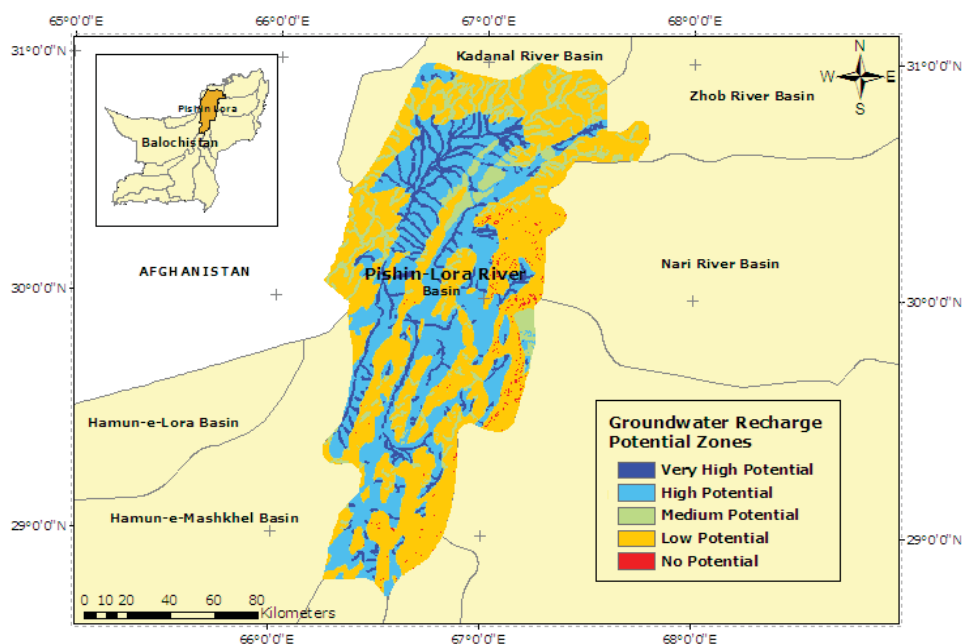 65°0'0"E
66°0'0"E
67°0'0"E
68°0'0"E
31°0'0"N
31°0'0"N
Kadanal River Basin
N
W
E
S
Zhob River Basin
Pishin Lora
Balochistan
AFGHANISTAN
Pishin-Lora River
Basin
Nari River Basin
30°0'0"N
30°0'0"N
Hamun-e-Lora Basin
Hamun-e-Mashkhel Basin
Groundwater Recharge
Potential Zones
Very High Potential
High Potential
Medium Potential
Low Potential
No Potential
29°0'0"N
29°0'0"N
0 10 20 40 60 80
Kilometers
66°0'0"E
67°0'0"E
68°0'0"E